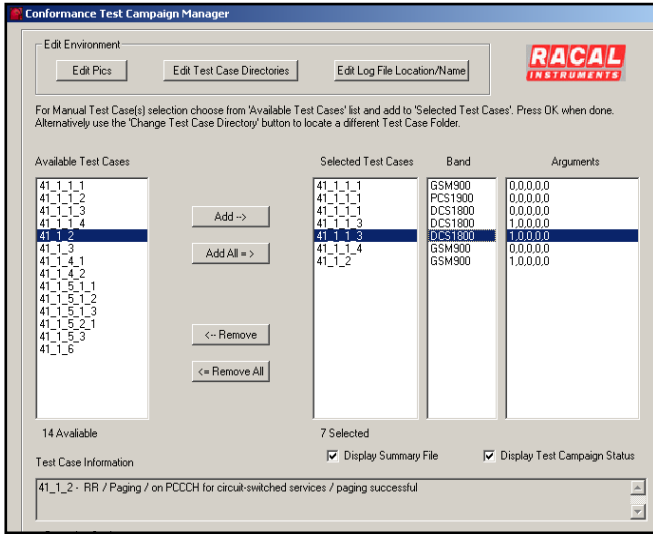 Conformance Test Campaign Manager
Edit Environment
Edit Pics
Edit Test Case Directories
Edit Log File Location/Name
RACAL
INSTRUMENTS
For Manual Test Case(s) selection choose from 'Available Test Cases' list and add to 'Selected Test Cases'. Press OK when done.
Alternatively use the 'Change Test Case Directory' button to locate a different Test Case Folder.
Available Test Cases
41_1_1_1
41_1_1_2
41_1_1_3
41_1_1_4
41_1_2
41_1_3
41_1_4_1
41_1_4_2
41_1_5_1_1
41_1_5_1_2
41_1_5_1_3
41_1_5_2_1
41_1_5_3
41_1_6
14 Avaliable
Add -->
Add All = >
<-- Remove
<= Remove All
Selected Test Cases Band Arguments
41_1_1_1 GSM900 0,0,0,0,0
41_1_1_1 PCS1900 0,0,0,0,0
41_1_1_1 DCS1800 0,0,0,0,0
41_1_1_3 DCS1800 1,0,0,0,0
41_1_1_3 DCS1800 1,0,0,0,0
41_1_1_4 GSM900 0,0,0,0,0
41_1_2 GSM900 1,0,0,0,0
7 Selected
Display Summary File
Display Test Campaign Status
Test Case Information
41_1_2 - RR / Paging / on PCCCH for circuit-switched services / paging successful